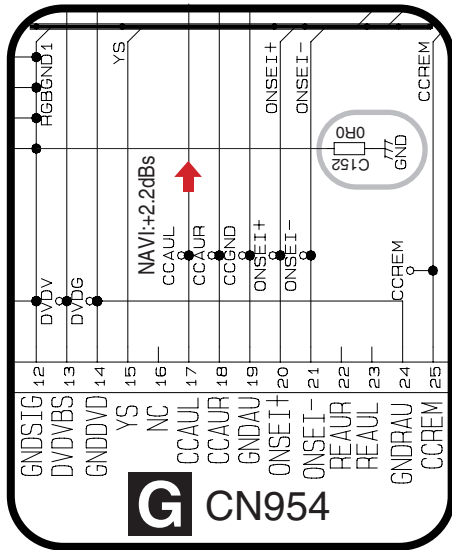 RGBGND1
YS
ONSEI+
ONSEI-
CCREM
C152
0R0
GND
NAVI:+2.2dBs
CCAUL
CCAUR
CCGND
ONSEI+
ONSEI-
CCREM
DVDV
DVDG
12
13
14
15
16
17
18
19
20
21
22
23
24
25
GNDSIG
DVDVBS
GNDDVD
YS
NC
CCAUL
CCAUR
GNDAU
ONSEI+
ONSEI-
REAUR
REAUL
GNDRAU
CCREM
G CN954